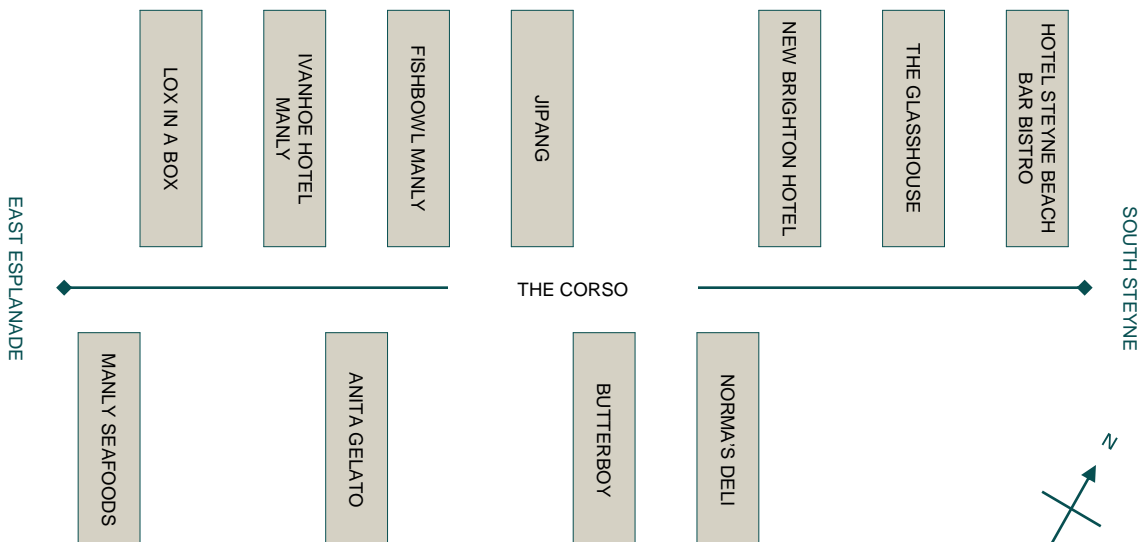 LOX IN A BOX
IVANHOE HOTEL
MANLY
FISHBOWL MANLY
JIPANG
NEW BRIGHTON HOTEL
THE GLASSHOUSE
HOTEL STEYNE BEACH
BAR BISTRO
EAST ESPLANADE
THE CORSO
SOUTH STEYNE
MANLY SEAFOODS
ANITA GELATO
BUTTERBOY
NORMA'S DELI
N